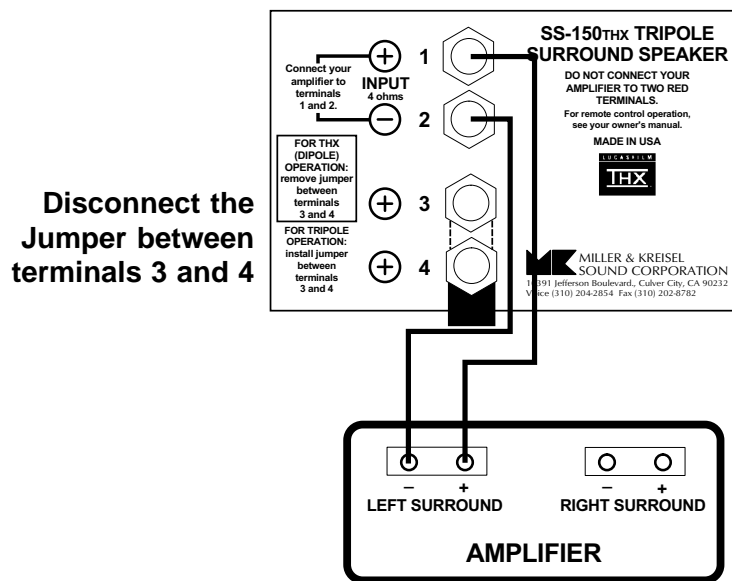 SS-150THX TRIPOLE
SURROUND SPEAKER
DO NOT CONNECT YOUR
AMPLIFIER TO TWO RED
TERMINALS.
For remote control operation,
see your owner's manual.
MADE IN USA
LUCASFILM
THX
Connect your
amplifier to
terminals
1 and 2.
+
1
INPUT
4 ohms
−
2
FOR THX
(DIPOLE)
OPERATION:
remove jumper
between
terminals
3 and 4
+
3
FOR TRIPOLE
OPERATION:
install jumper
between
terminals
3 and 4
+
4
Disconnect the
Jumper between
terminals 3 and 4
MK MILLER & KREISEL
SOUND CORPORATION
10391 Jefferson Boulevard., Culver City, CA 90232
Voice (310) 204-2854 Fax (310) 202-8782
− +
LEFT SURROUND
− +
RIGHT SURROUND
AMPLIFIER